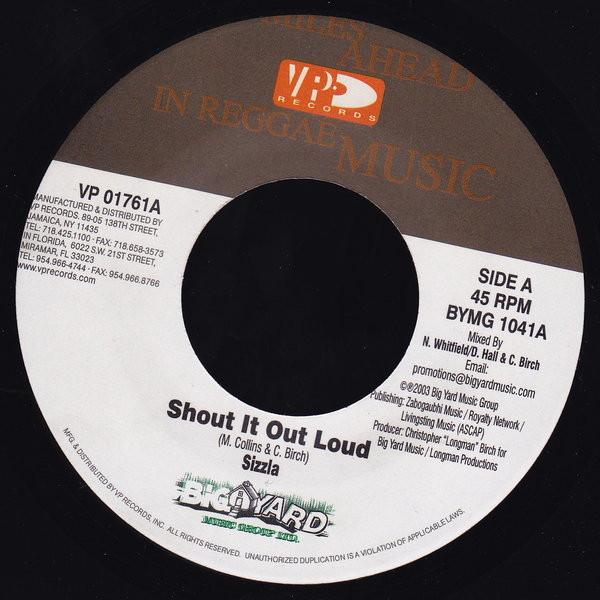 MILES
AHEAD
VP
RECORDS
IN REGGAE
MUSIC
VP 01761A
MANUFACTURED & DISTRIBUTED BY
VP RECORDS. 89-05 138TH STREET,
JAMAICA, NY 11435
TEL: 718.425.1100 · FAX: 718.658-3573
IN FLORIDA, 6022 S.W. 21ST STREET,
MIRAMAR, FL 33023
TEL: 954.966-4744 · FAX: 954.966.8766
www.vprecords.com
SIDE A
45 RPM
BYMG 1041A
Mixed By
N. Whitfield/D. Hall & C. Birch
Email:
promotions@bigyardmusic.com
©℗2003 Big Yard Music Group
Publishing: Zabogaubhi Music / Royalty Network /
Livingsting Music (ASCAP)
Producer: Christopher "Longman" Birch for
Big Yard Music / Longman Productions
Shout It Out Loud
(M. Collins & C. Birch)
Sizzla
BIG YARD
MUSIC GROUP LTD.
MFG. & DISTRIBUTED BY VP RECORDS, INC. ALL RIGHTS RESERVED. UNAUTHORIZED DUPLICATION IS A VIOLATION OF APPLICABLE LAWS.